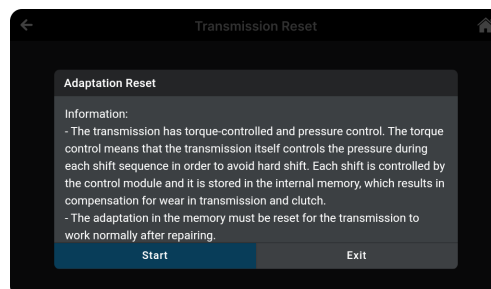 Transmission Reset
Adaptation Reset
Information:
- The transmission has torque-controlled and pressure control. The torque
control means that the transmission itself controls the pressure during
each shift sequence in order to avoid hard shift. Each shift is controlled by
the control module and it is stored in the internal memory, which results in
compensation for wear in transmission and clutch.
- The adaptation in the memory must be reset for the transmission to
work normally after repairing.
Start Exit